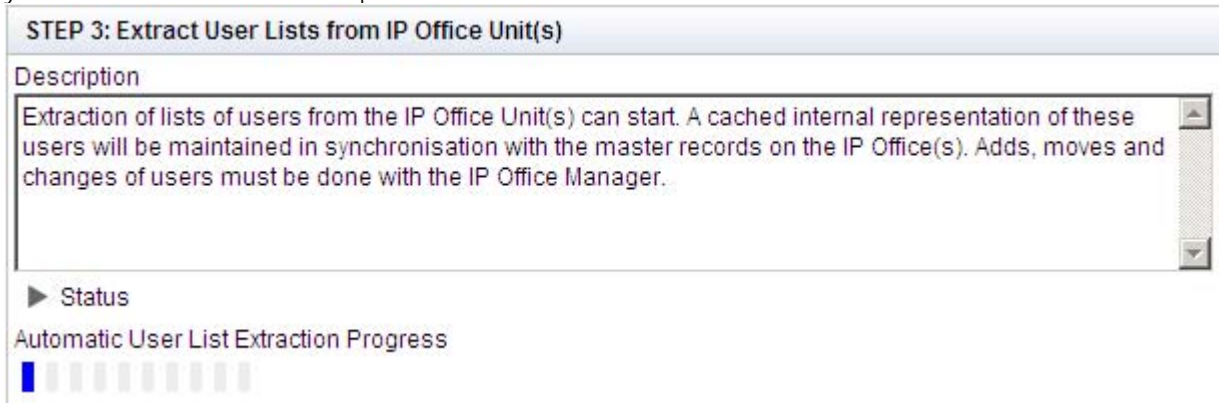 STEP 3: Extract User Lists from IP Office Unit(s)
Description
Extraction of lists of users from the IP Office Unit(s) can start. A cached internal representation of these
users will be maintained in synchronisation with the master records on the IP Office(s). Adds, moves and
changes of users must be done with the IP Office Manager.
Status
Automatic User List Extraction Progress